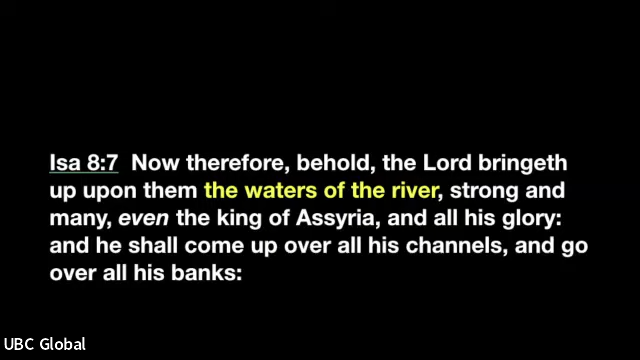 Isa 8:7 Now therefore, behold, the Lord bringeth
up upon them the waters of the river, strong and
many, even the king of Assyria, and all his glory:
and he shall come up over all his channels, and go
over all his banks:
UBC Global